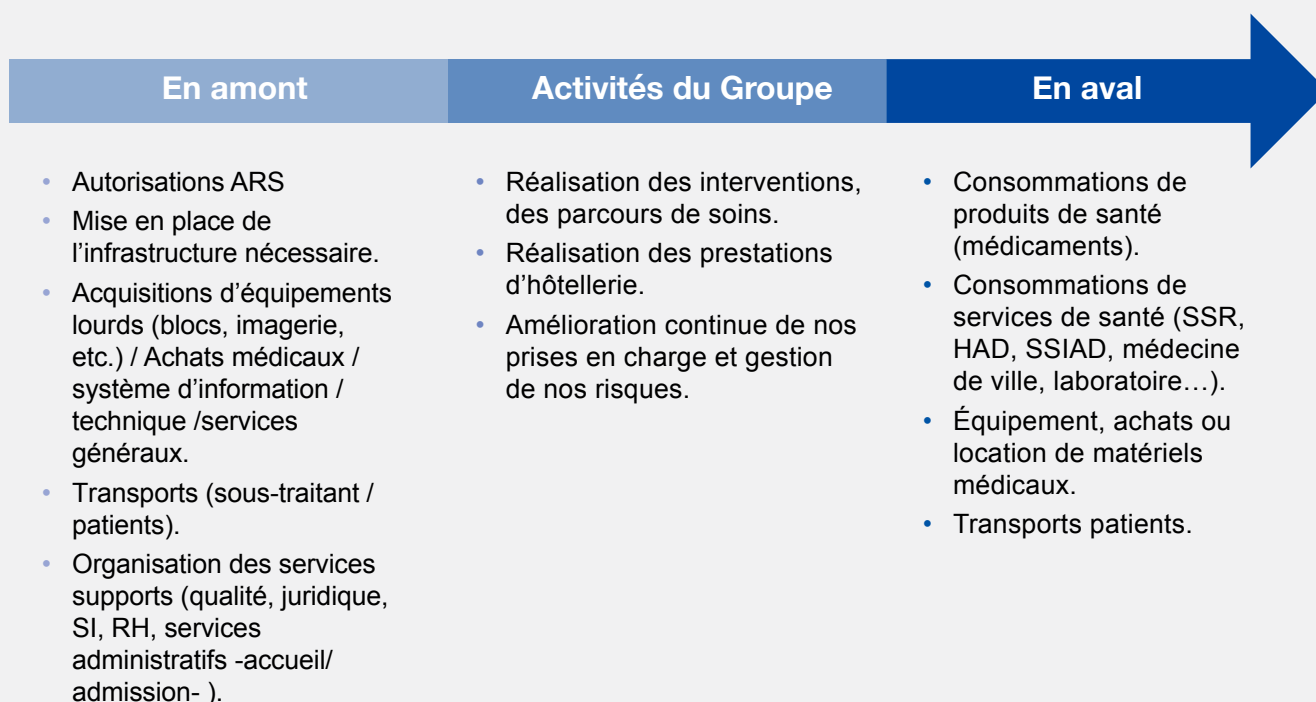 En amont
Activités du Groupe
En aval
• Autorisations ARS
• Mise en place de
l’infrastructure nécessaire.
• Acquisitions d’équipements
lourds (blocs, imagerie,
etc.) / Achats médicaux /
système d’information /
technique /services
généraux.
• Transports (sous-traitant /
patients).
• Organisation des services
supports (qualité, juridique,
SI, RH, services
administratifs -accueil/
admission- ).
• Réalisation des interventions,
des parcours de soins.
• Réalisation des prestations
d’hôtellerie.
• Amélioration continue de nos
prises en charge et gestion
de nos risques.
• Consommations de
produits de santé
(médicaments).
• Consommations de
services de santé (SSR,
HAD, SSIAD, médecine
de ville, laboratoire…).
• Équipement, achats ou
location de matériels
médicaux.
• Transports patients.